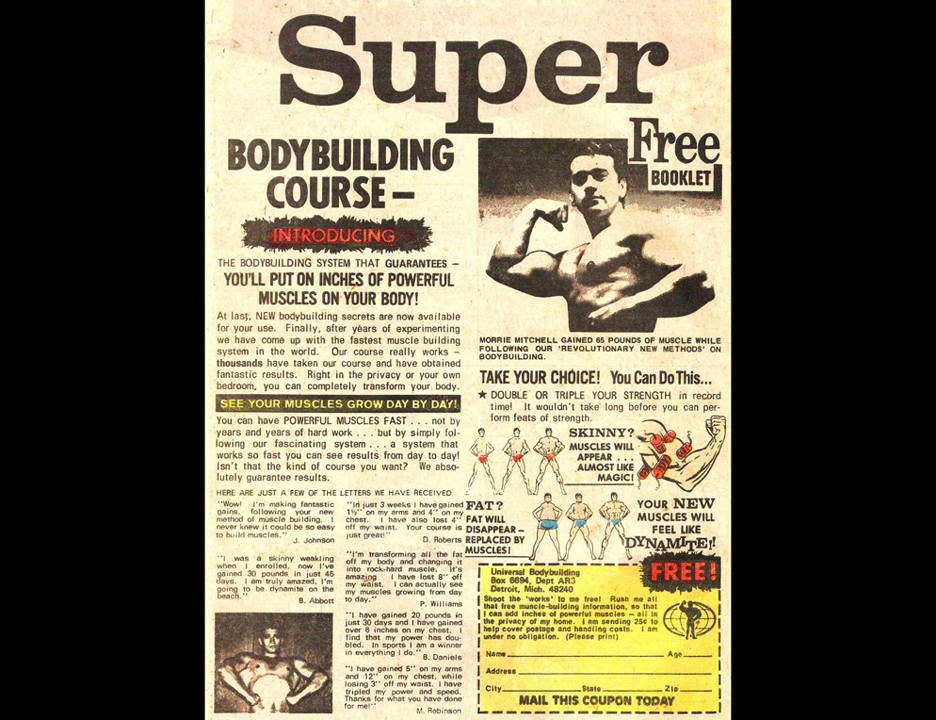 Super
BODYBUILDING
COURSE —
INTRODUCING
THE BODYBUILDING SYSTEM THAT GUARANTEES —
YOU'LL PUT ON INCHES OF POWERFUL
MUSCLES ON YOUR BODY!
At last, NEW bodybuilding secrets are now available
for your use. Finally, after years of experimenting
we have come up with the fastest muscle building
system in the world. Our course really works —
thousands have taken our course and have obtained
fantastic results. Right in the privacy or your own
bedroom, you can completely transform your body.
SEE YOUR MUSCLES GROW DAY BY DAY!
You can have POWERFUL MUSCLES FAST . . . not by
years and years of hard work . . . but by simply fol-
lowing our fascinating system . . . a system that
works so fast you can see results from day to day!
Isn't that the kind of course you want? We abso-
lutely guarantee results.
HERE ARE JUST A FEW OF THE LETTERS WE HAVE RECEIVED
"Wow! I'm making fantastic
gains, following your new
method of muscle building. I
never knew it could be so easy
to build muscles."
J. Johnson
"I was a skinny weakling
when I enrolled, now I've
gained 30 pounds in just 45
days. I am truly amazed, I'm
going to be dynamite on the
beach."
B. Abbott
"In just 3 weeks I have gained
1½" on my arms and 4" on my
chest. I have also lost 4"
off my waist. Your course is
just great!"
D. Roberts
"I'm transforming all the fat
off my body and changing it
into rock-hard muscle. It's
amazing I have lost 8" off
my waist. I can actually see
my muscles growing from day
to day."
P. Williams
"I have gained 20 pounds in
just 30 days and I have gained
over 6 inches on my chest. I
find that my power has dou-
bled. In sports I am a winner
in everything I do."
B. Daniels
"I have gained 5" on my arms
and 12" on my chest, while
losing 3" off my waist. I have
tripled my power and speed.
Thanks for what you have done
for me!"
M. Robinson
Free
BOOKLET
MORRIE MITCHELL GAINED 65 POUNDS OF MUSCLE WHILE
FOLLOWING OUR 'REVOLUTIONARY NEW METHODS' ON
BODYBUILDING.
TAKE YOUR CHOICE! You Can Do This...
★ DOUBLE OR TRIPLE YOUR STRENGTH in record
time! It wouldn't take long before you can per-
form feats of strength.
SKINNY?
MUSCLES WILL
APPEAR . . .
ALMOST LIKE
MAGIC!
FAT?
FAT WILL
DISAPPEAR —
REPLACED BY
MUSCLES!
YOUR NEW
MUSCLES WILL
FEEL LIKE
DYNAMITE!!
FREE!
Universal Bodybuilding
Box 6694, Dept AR3
Detroit, Mich. 48240
Shoot the 'works' to me free! Rush me all
that free muscle-building information, so that
I can add inches of powerful muscles — all in
the privacy of my home. I am sending 25¢ to
help cover postage and handling costs. I am
under no obligation. (Please print)
Name Age
Address
City State Zip
MAIL THIS COUPON TODAY